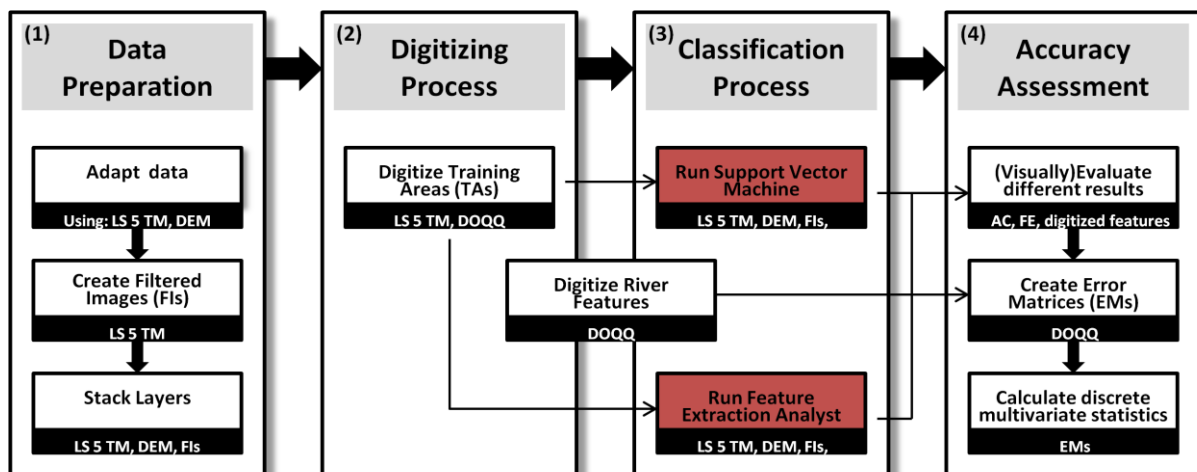 (1)
Data
Preparation
Adapt data
Using: LS 5 TM, DEM
Create Filtered
Images (FIs)
LS 5 TM
Stack Layers
LS 5 TM, DEM, FIs
(2)
Digitizing
Process
Digitize Training
Areas (TAs)
LS 5 TM, DOQQ
Digitize River
Features
DOQQ
(3)
Classification
Process
Run Support Vector
Machine
LS 5 TM, DEM, FIs,
Run Feature
Extraction Analyst
LS 5 TM, DEM, FIs,
(4)
Accuracy
Assessment
(Visually)Evaluate
different results
AC, FE, digitized features
Create Error
Matrices (EMs)
DOQQ
Calculate discrete
multivariate statistics
EMs